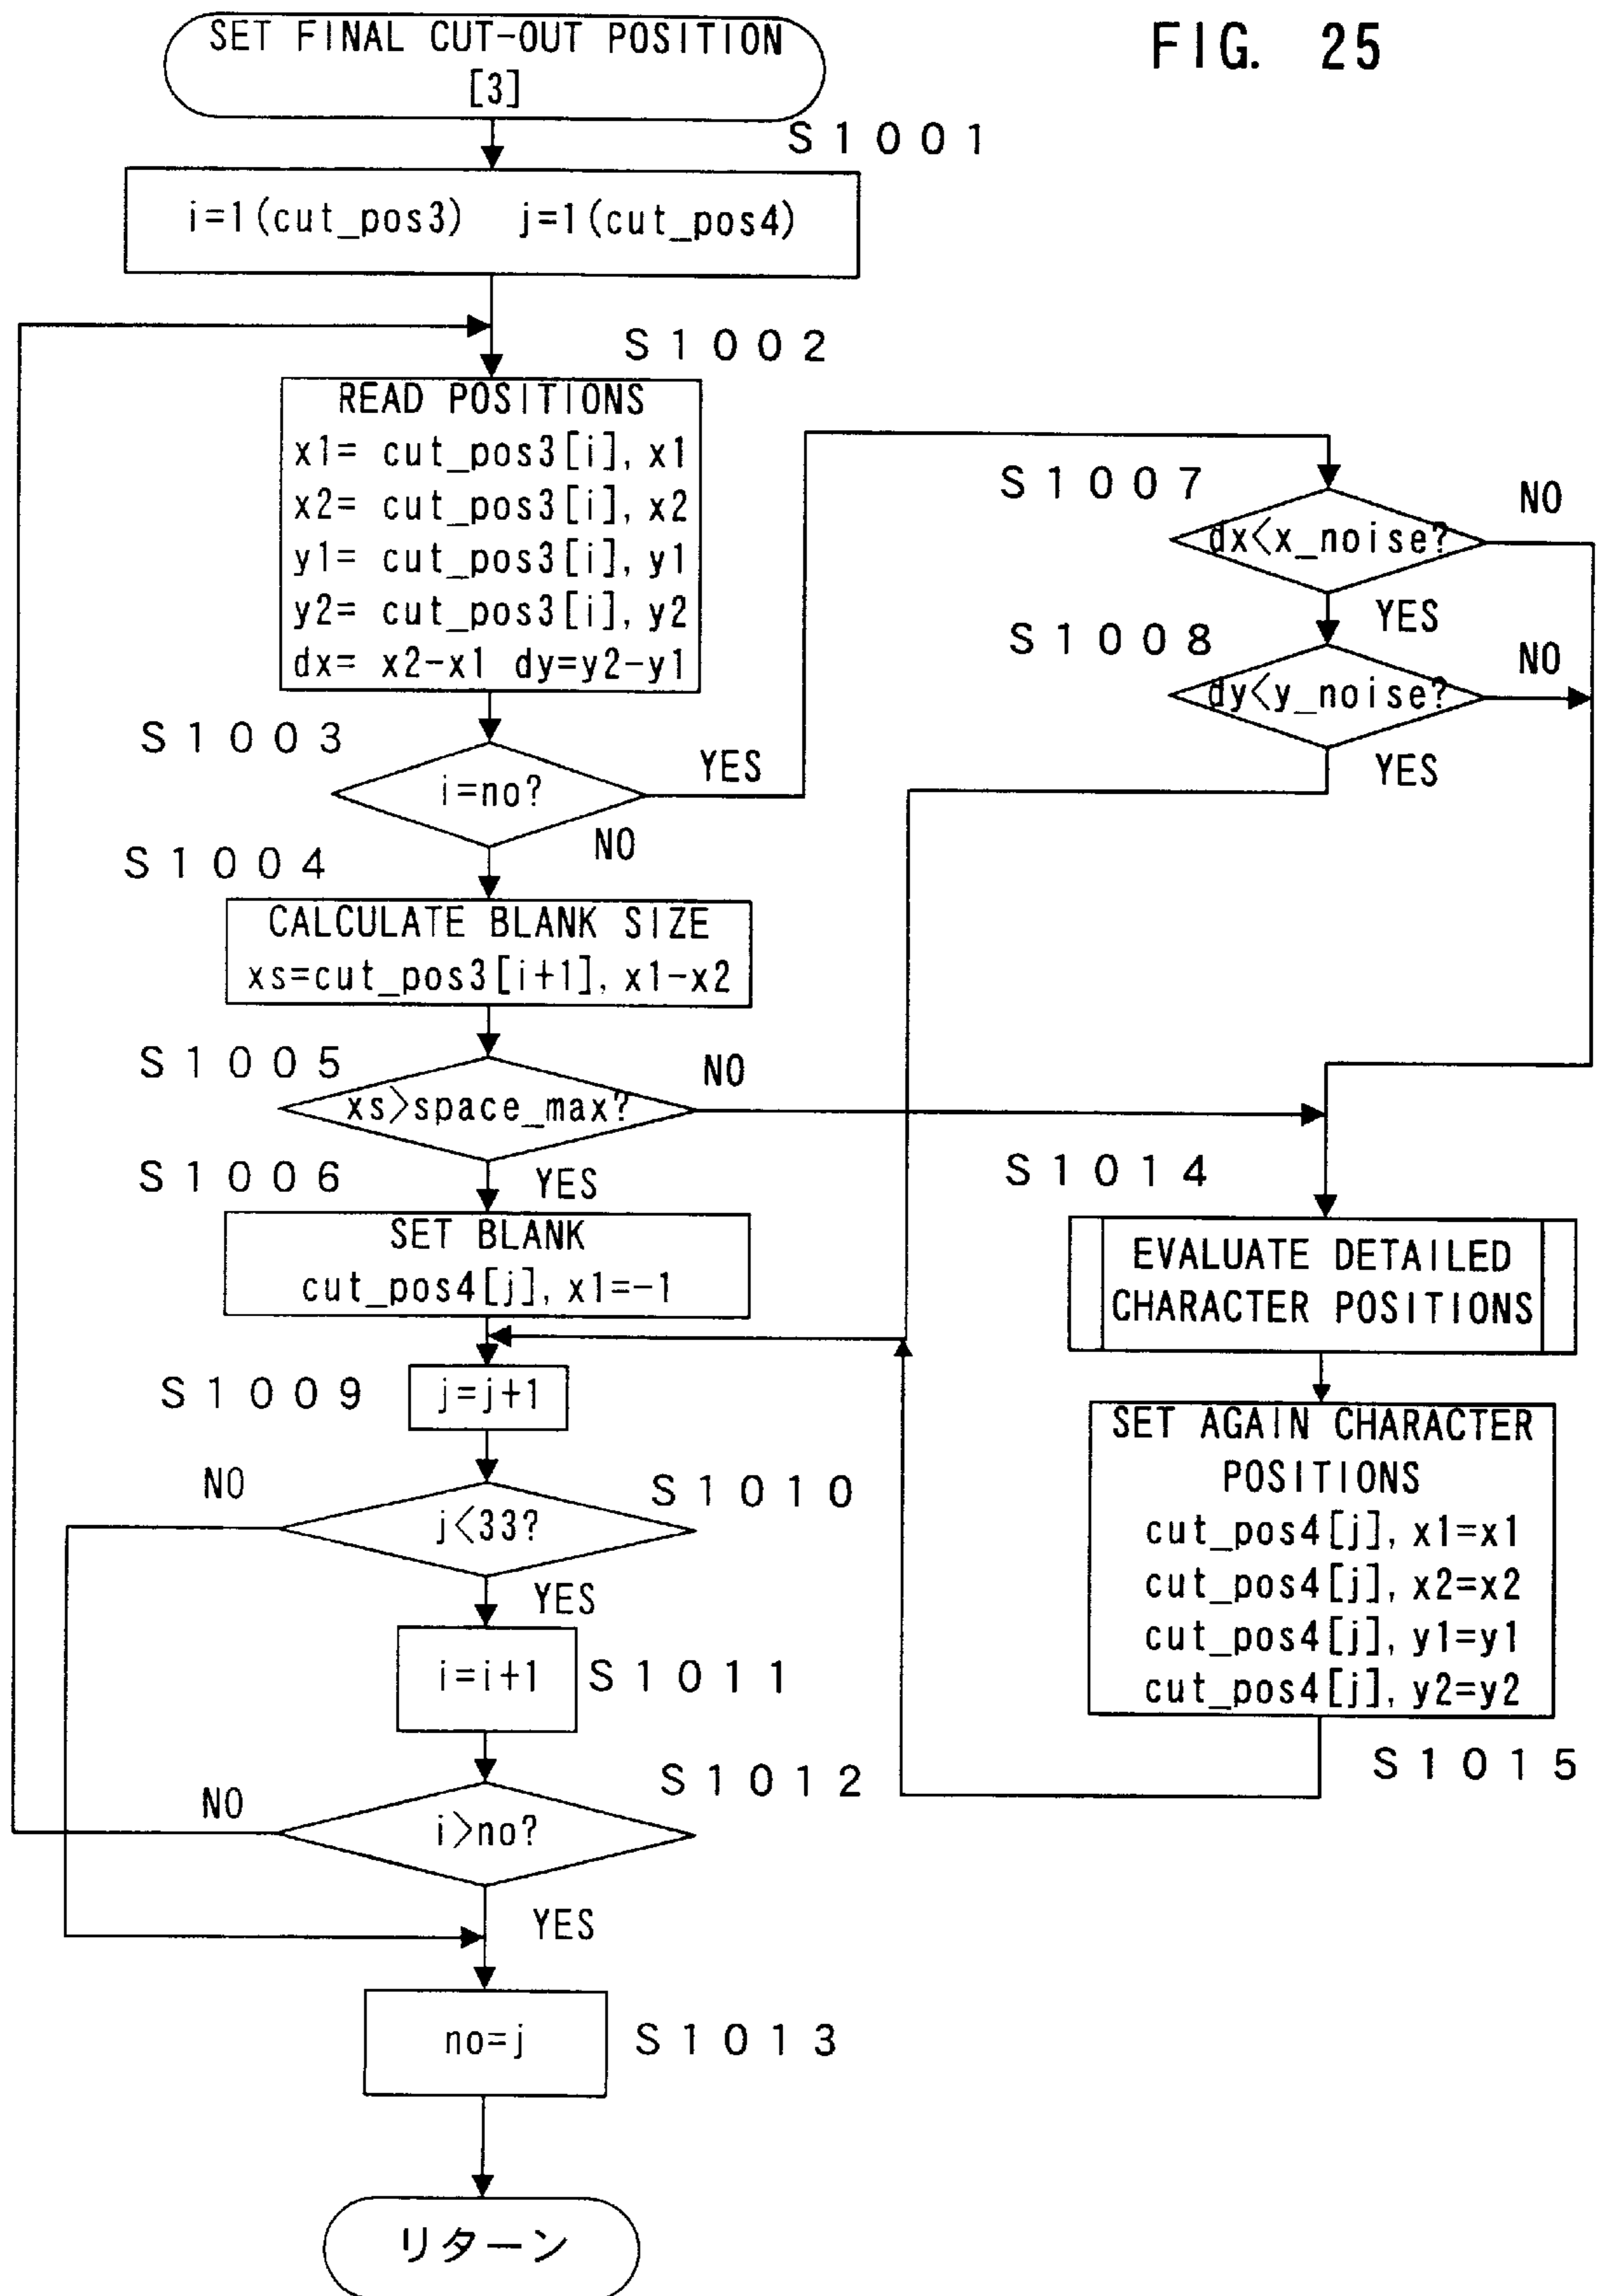 FIG. 25
SET FINAL CUT-OUT POSITION
[3]
S1001
i=1(cut_pos3) j=1(cut_pos4)
S1002
READ POSITIONS
x1= cut_pos3[i], x1
x2= cut_pos3[i], x2
y1= cut_pos3[i], y1
y2= cut_pos3[i], y2
dx= x2-x1 dy=y2-y1
S1003
i=no?
YES
NO
S1004
CALCULATE BLANK SIZE
xs=cut_pos3[i+1], x1-x2
S1005
xs>space_max?
NO
YES
S1006
SET BLANK
cut_pos4[j], x1=-1
S1007
dx<x_noise?
NO
YES
S1008
dy<y_noise?
NO
YES
S1009
j=j+1
S1010
j<33?
NO
YES
i=i+1
S1011
S1012
i>no?
NO
YES
no=j
S1013
リターン
S1014
EVALUATE DETAILED
CHARACTER POSITIONS
SET AGAIN CHARACTER
POSITIONS
cut_pos4[j], x1=x1
cut_pos4[j], x2=x2
cut_pos4[j], y1=y1
cut_pos4[j], y2=y2
S1015